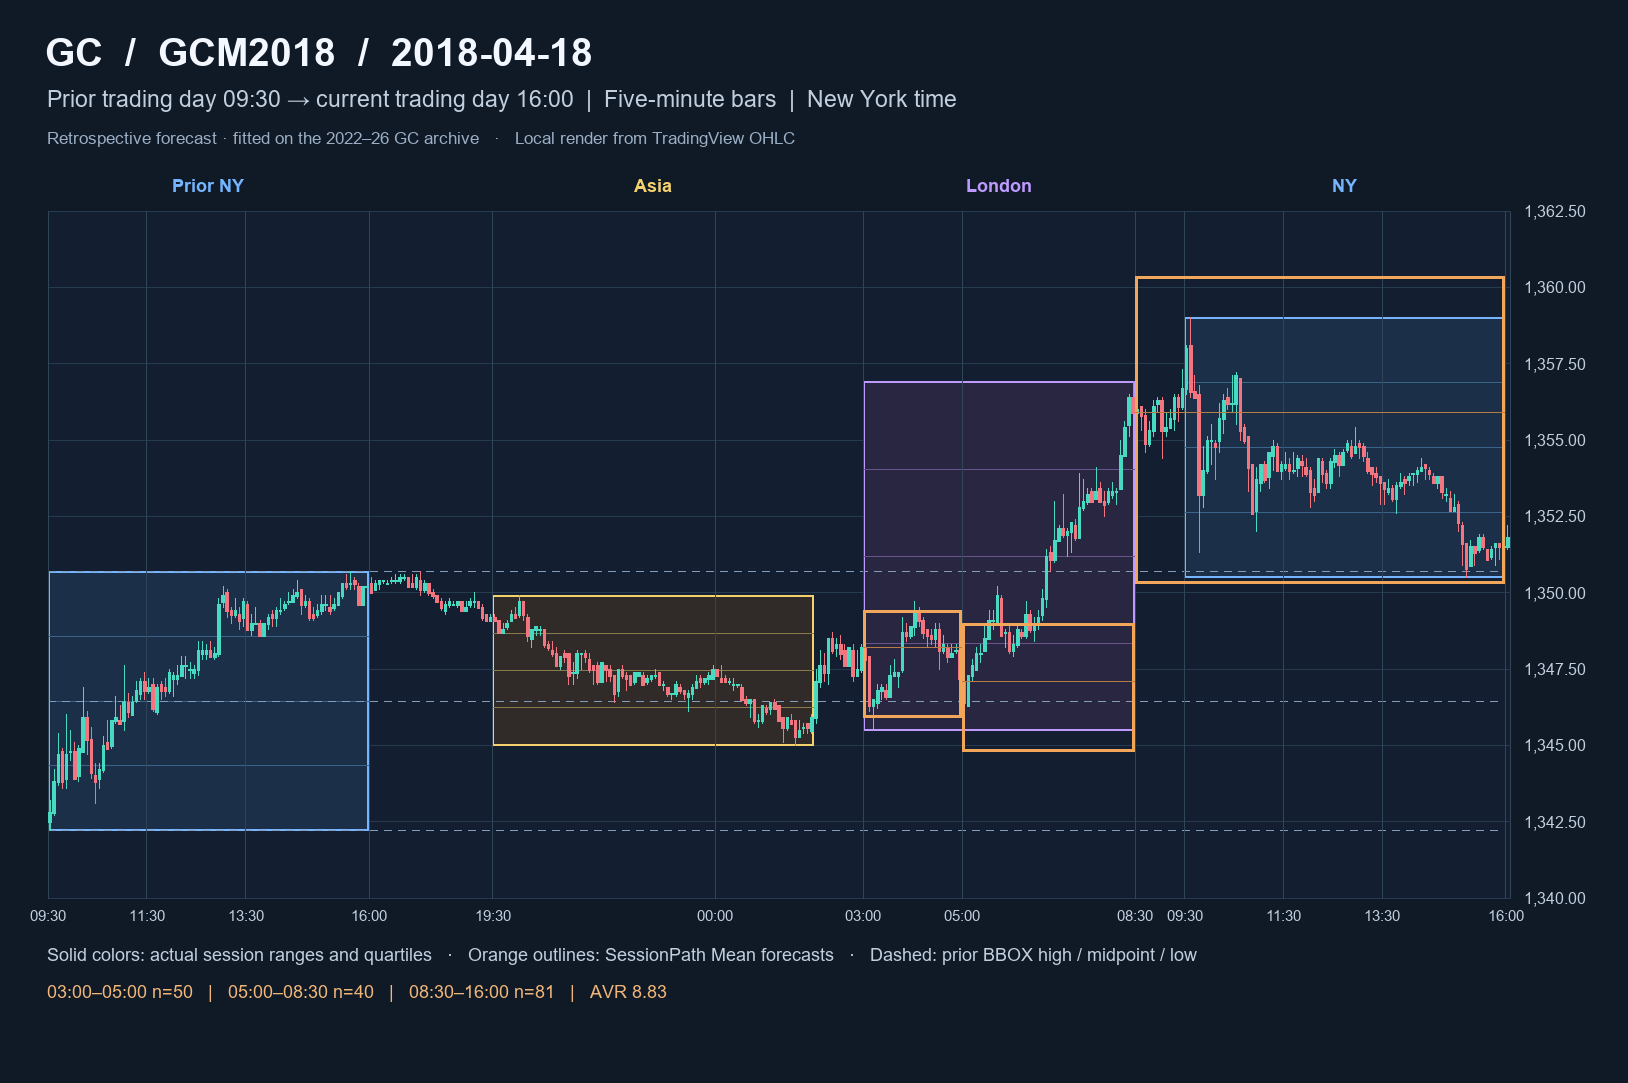 GC / GCM2018 / 2018-04-18
Prior trading day 09:30 → current trading day 16:00 | Five-minute bars | New York time
Retrospective forecast · fitted on the 2022–26 GC archive · Local render from TradingView OHLC
Prior NY Asia London NY
1,362.50
1,360.00
1,357.50
1,355.00
1,352.50
1,350.00
1,347.50
1,345.00
1,342.50
1,340.00
09:30 11:30 13:30 16:00 19:30 00:00 03:00 05:00 08:30 09:30 11:30 13:30 16:00
Solid colors: actual session ranges and quartiles · Orange outlines: SessionPath Mean forecasts · Dashed: prior BBOX high / midpoint / low
03:00–05:00 n=50 | 05:00–08:30 n=40 | 08:30–16:00 n=81 | AVR 8.83